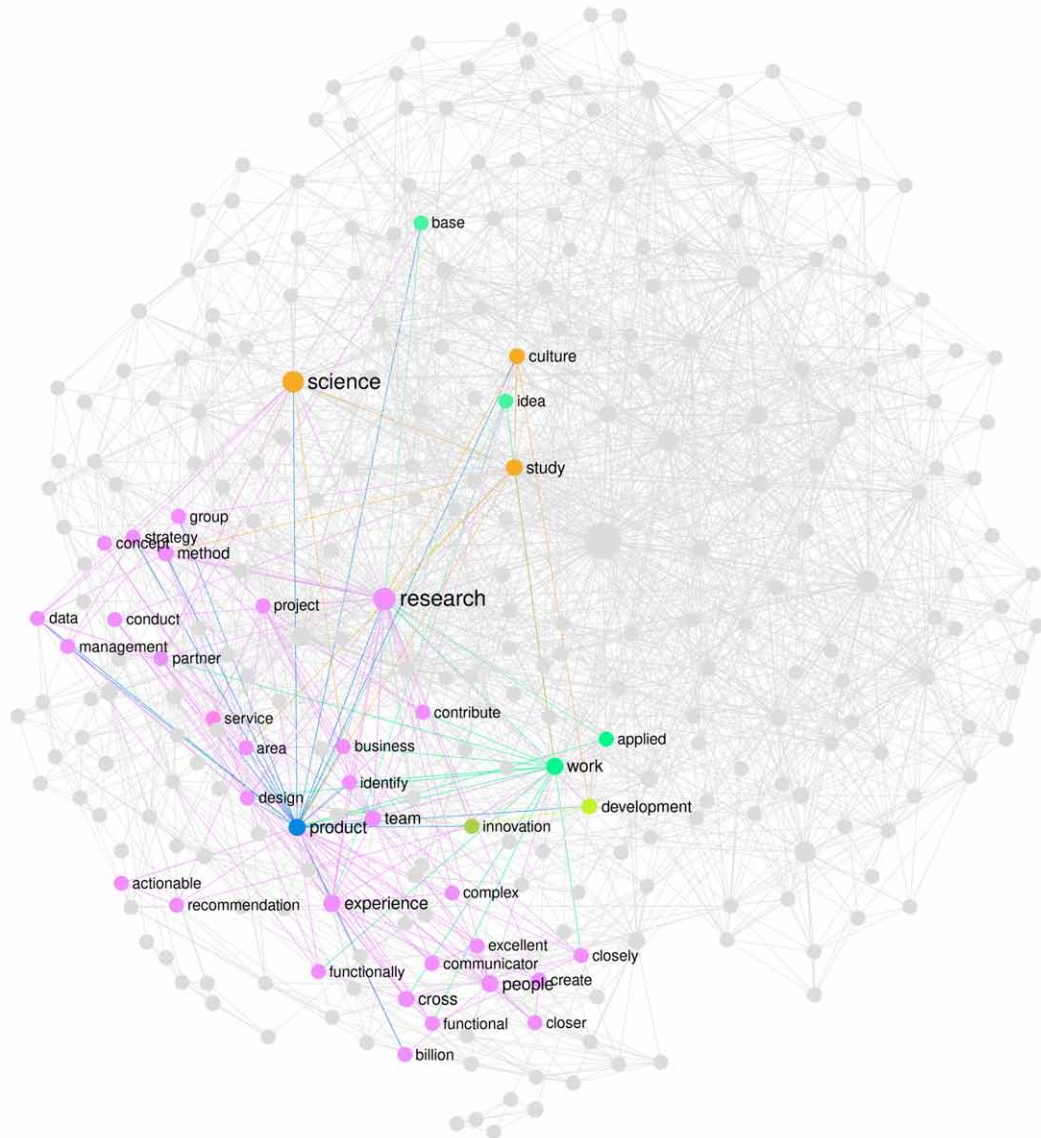 base
culture
science
idea
study
group
strategy
concept
method
research
project
data
conduct
management
partner
contribute
service
applied
area
business
work
identify
design
development
team
product
innovation
actionable
complex
recommendation
experience
excellent
closely
communicator
functionally
create
people
cross
functional
closer
billion